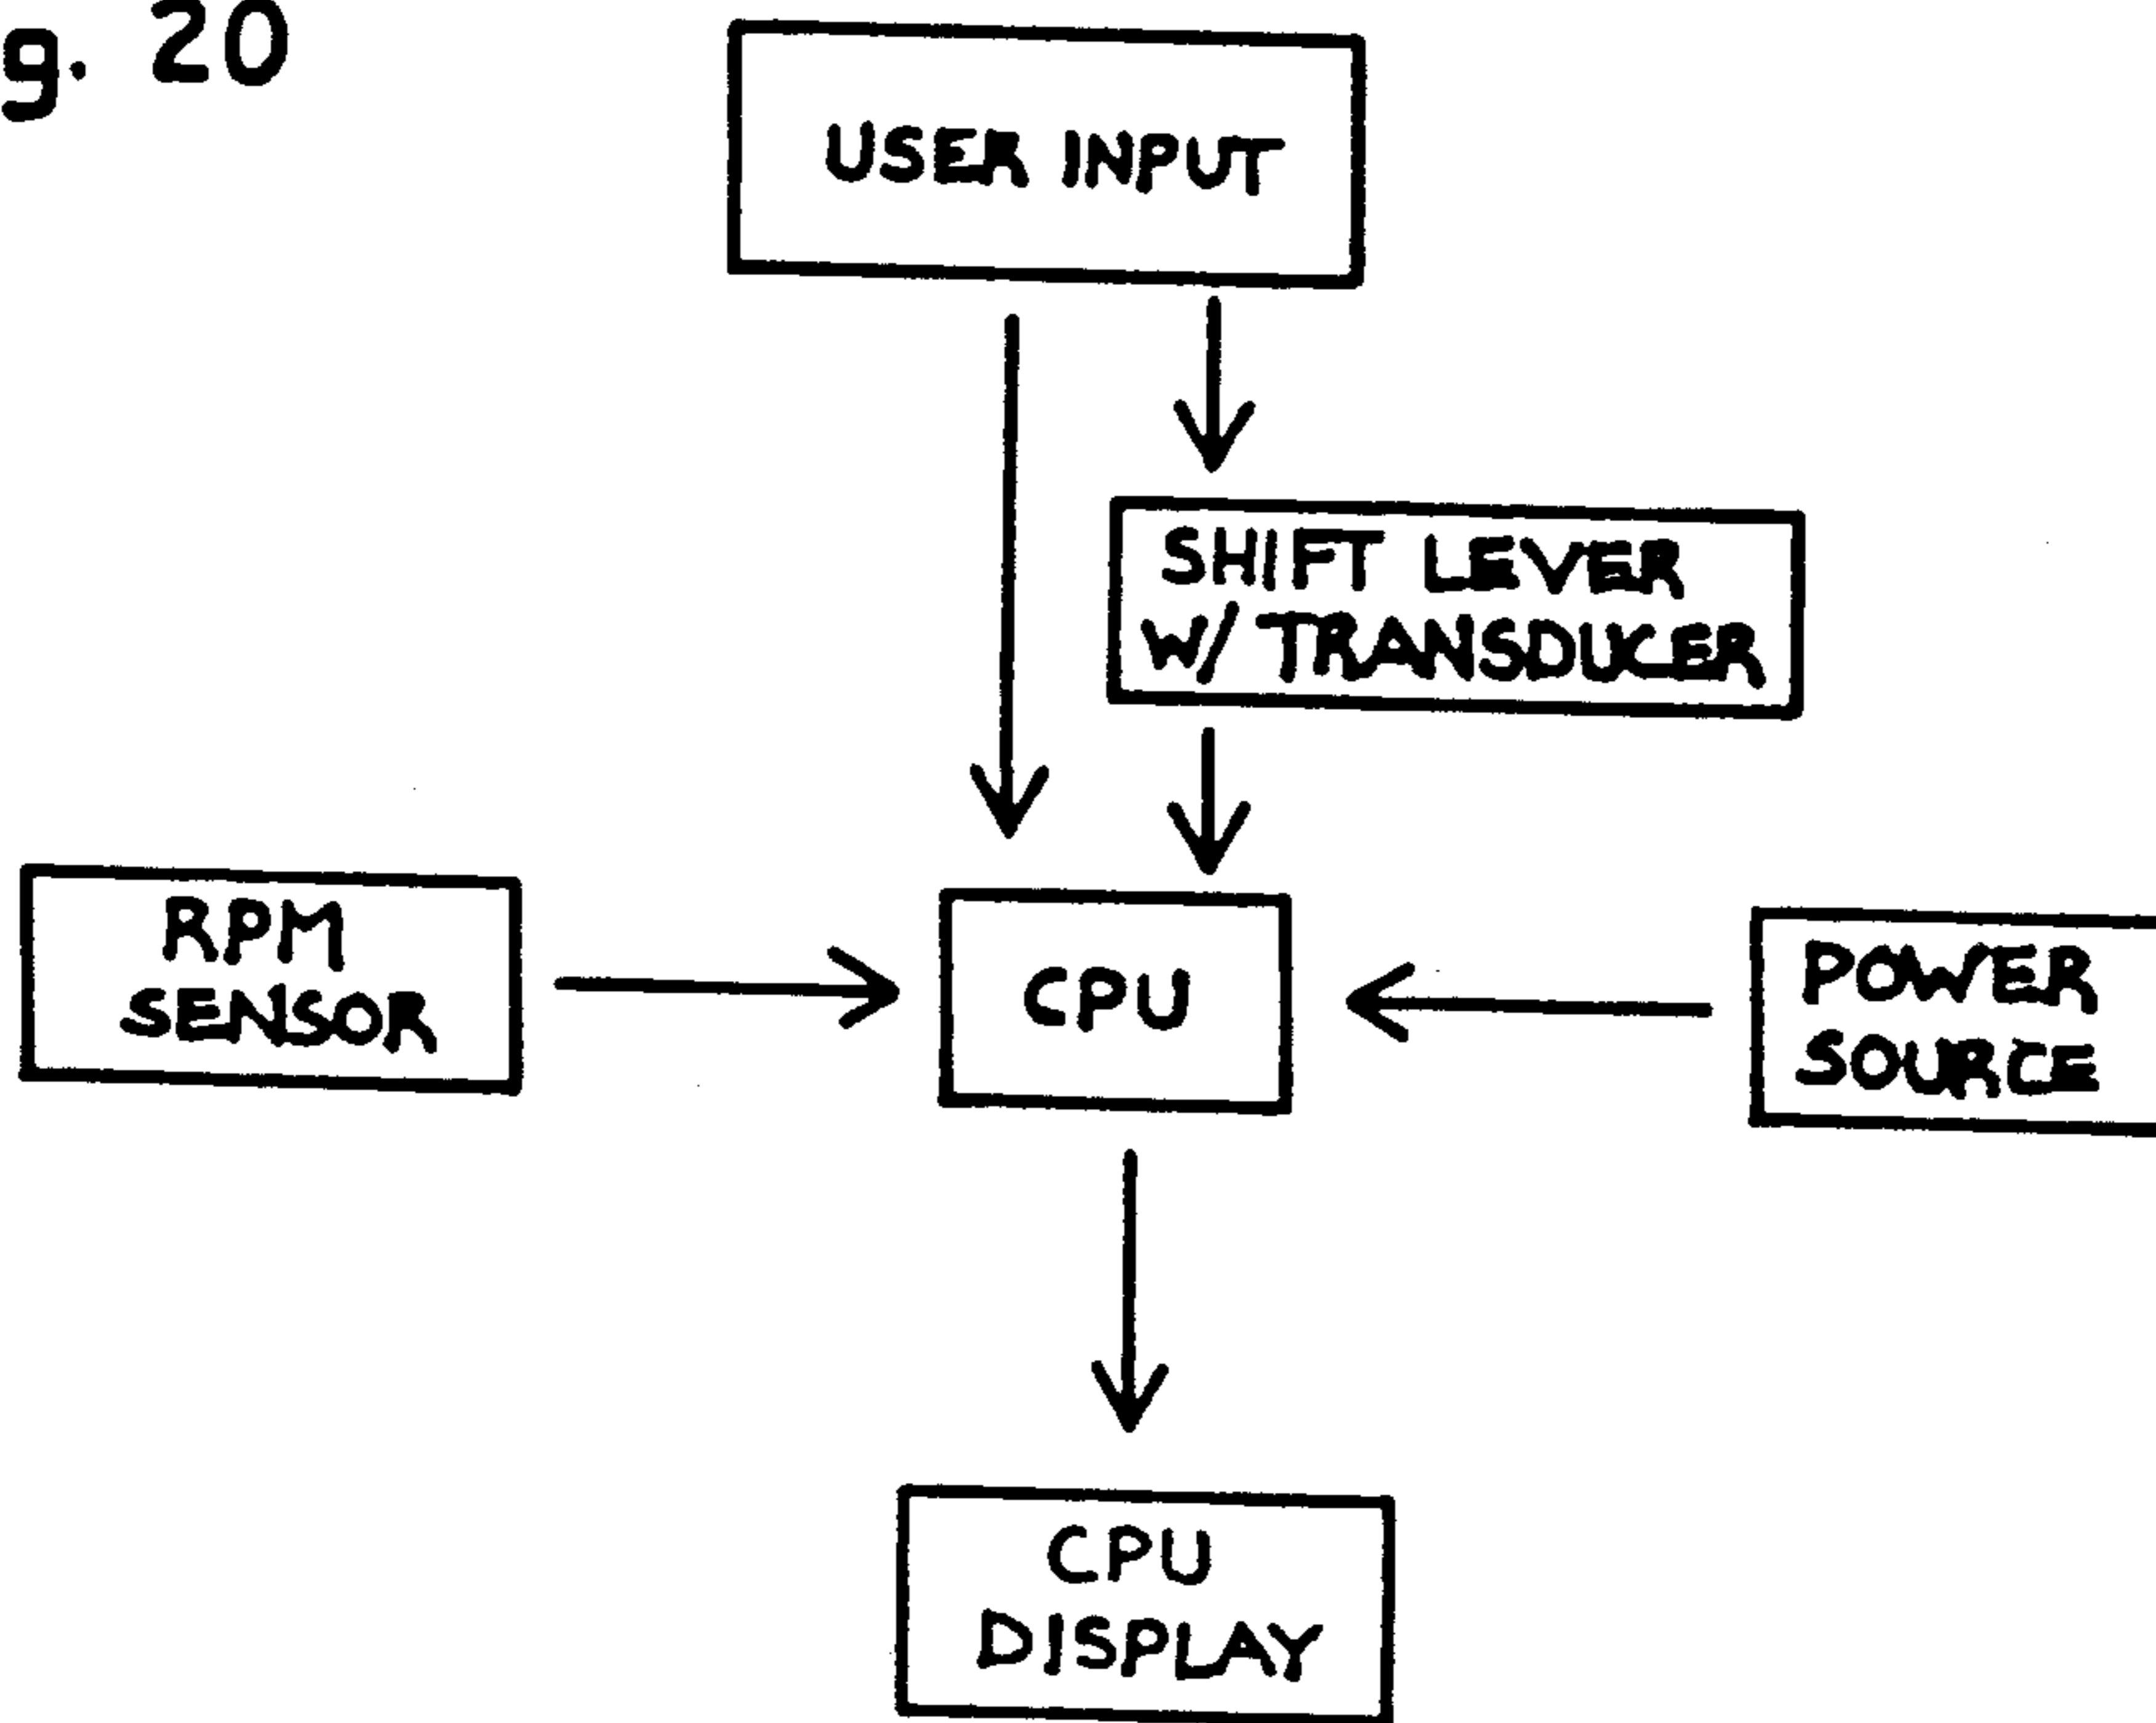 g. 20
USER INPUT
SHIFT LEVER
W/ TRANSDUCER
RPM
SENSOR
CPU
POWER
SOURCE
CPU
DISPLAY